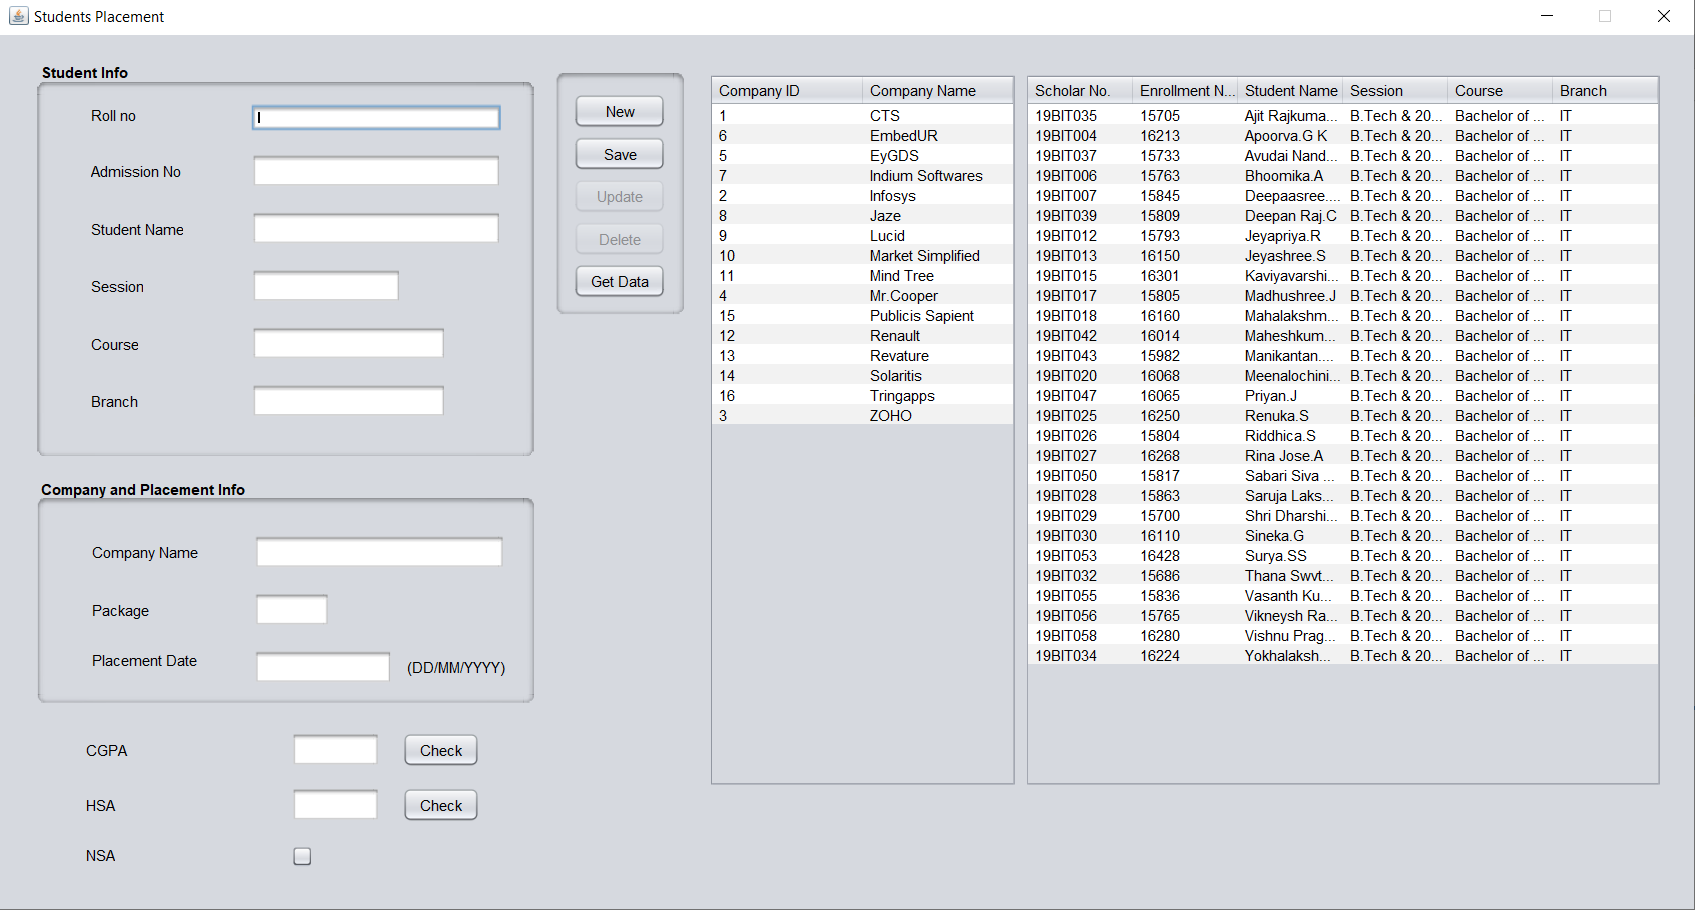 Students Placement
Student Info
Roll no
Admission No
Student Name
Session
Course
Branch
New
Save
Update
Delete
Get Data
Company and Placement Info
Company Name
Package
Placement Date (DD/MM/YYYY)
CGPA Check
HSA Check
NSA
Company ID Company Name
1 CTS
6 EmbedUR
5 EyGDS
7 Indium Softwares
2 Infosys
8 Jaze
9 Lucid
10 Market Simplified
11 Mind Tree
4 Mr.Cooper
15 Publicis Sapient
12 Renault
13 Revature
14 Solaritis
16 Tringapps
3 ZOHO
Scholar No. Enrollment N... Student Name Session Course Branch
19BIT035 15705 Ajit Rajkuma... B.Tech & 20... Bachelor of ... IT
19BIT004 16213 Apoorva.G K B.Tech & 20... Bachelor of ... IT
19BIT037 15733 Avudai Nand... B.Tech & 20... Bachelor of ... IT
19BIT006 15763 Bhoomika.A B.Tech & 20... Bachelor of ... IT
19BIT007 15845 Deepaasree.... B.Tech & 20... Bachelor of ... IT
19BIT039 15809 Deepan Raj.C B.Tech & 20... Bachelor of ... IT
19BIT012 15793 Jeyapriya.R B.Tech & 20... Bachelor of ... IT
19BIT013 16150 Jeyashree.S B.Tech & 20... Bachelor of ... IT
19BIT015 16301 Kaviyavarshi... B.Tech & 20... Bachelor of ... IT
19BIT017 15805 Madhushree.J B.Tech & 20... Bachelor of ... IT
19BIT018 16160 Mahalakshm... B.Tech & 20... Bachelor of ... IT
19BIT042 16014 Maheshkum... B.Tech & 20... Bachelor of ... IT
19BIT043 15982 Manikantan.... B.Tech & 20... Bachelor of ... IT
19BIT020 16068 Meenalochini... B.Tech & 20... Bachelor of ... IT
19BIT047 16065 Priyan.J B.Tech & 20... Bachelor of ... IT
19BIT025 16250 Renuka.S B.Tech & 20... Bachelor of ... IT
19BIT026 15804 Riddhica.S B.Tech & 20... Bachelor of ... IT
19BIT027 16268 Rina Jose.A B.Tech & 20... Bachelor of ... IT
19BIT050 15817 Sabari Siva ... B.Tech & 20... Bachelor of ... IT
19BIT028 15863 Saruja Laks... B.Tech & 20... Bachelor of ... IT
19BIT029 15700 Shri Dharshi... B.Tech & 20... Bachelor of ... IT
19BIT030 16110 Sineka.G B.Tech & 20... Bachelor of ... IT
19BIT053 16428 Surya.SS B.Tech & 20... Bachelor of ... IT
19BIT032 15686 Thana Swvt... B.Tech & 20... Bachelor of ... IT
19BIT055 15836 Vasanth Ku... B.Tech & 20... Bachelor of ... IT
19BIT056 15765 Vikneysh Ra... B.Tech & 20... Bachelor of ... IT
19BIT058 16280 Vishnu Prag... B.Tech & 20... Bachelor of ... IT
19BIT034 16224 Yokhalaksh... B.Tech & 20... Bachelor of ... IT